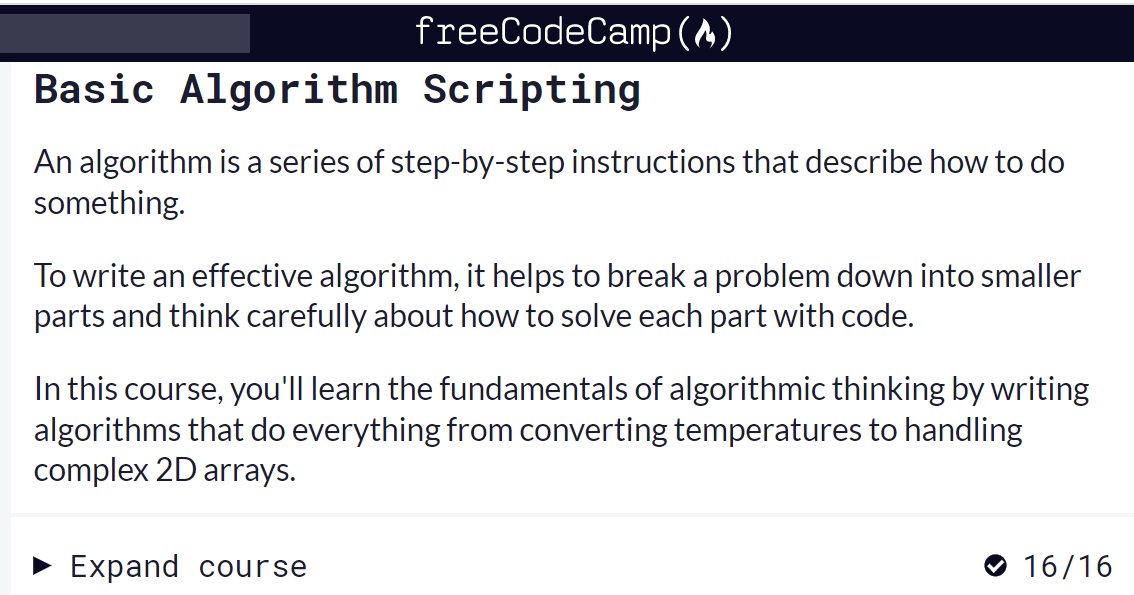 freeCodeCamp
Basic Algorithm Scripting
An algorithm is a series of step-by-step instructions that describe how to do
something.
To write an effective algorithm, it helps to break a problem down into smaller
parts and think carefully about how to solve each part with code.
In this course, you'll learn the fundamentals of algorithmic thinking by writing
algorithms that do everything from converting temperatures to handling
complex 2D arrays.
Expand course 16/16